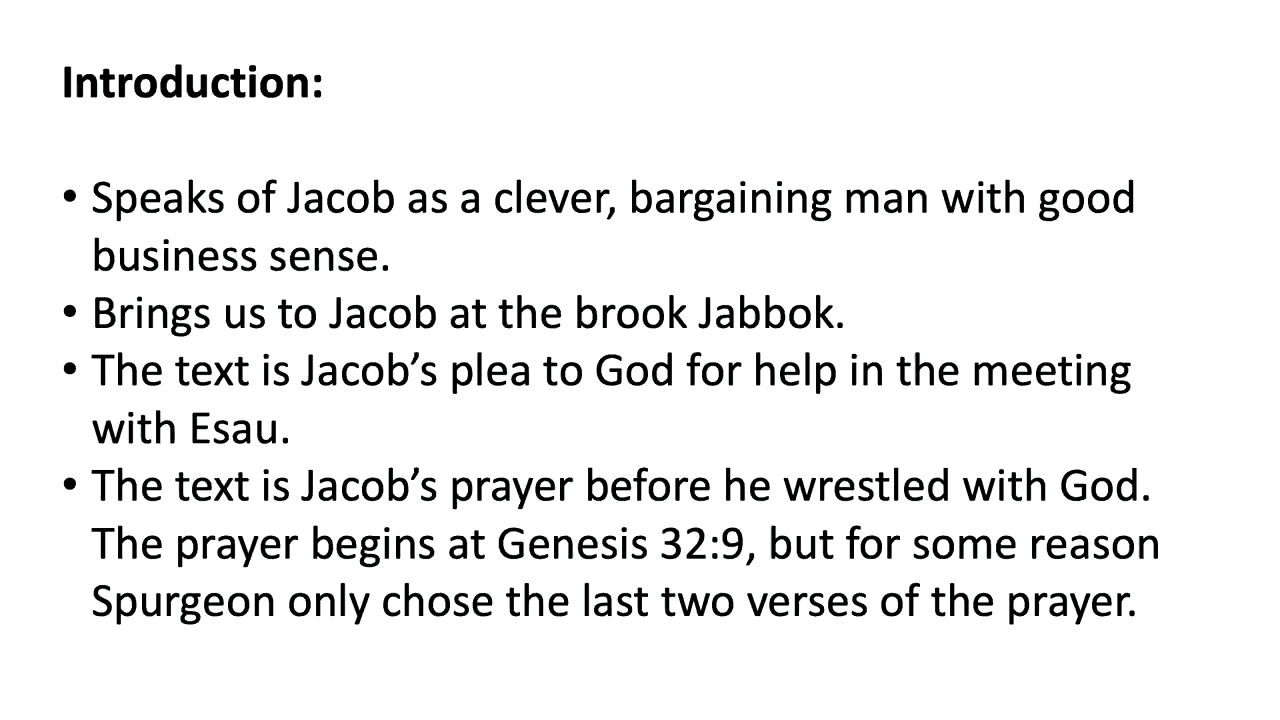 Introduction:
• Speaks of Jacob as a clever, bargaining man with good
business sense.
• Brings us to Jacob at the brook Jabbok.
• The text is Jacob’s plea to God for help in the meeting
with Esau.
• The text is Jacob’s prayer before he wrestled with God.
The prayer begins at Genesis 32:9, but for some reason
Spurgeon only chose the last two verses of the prayer.